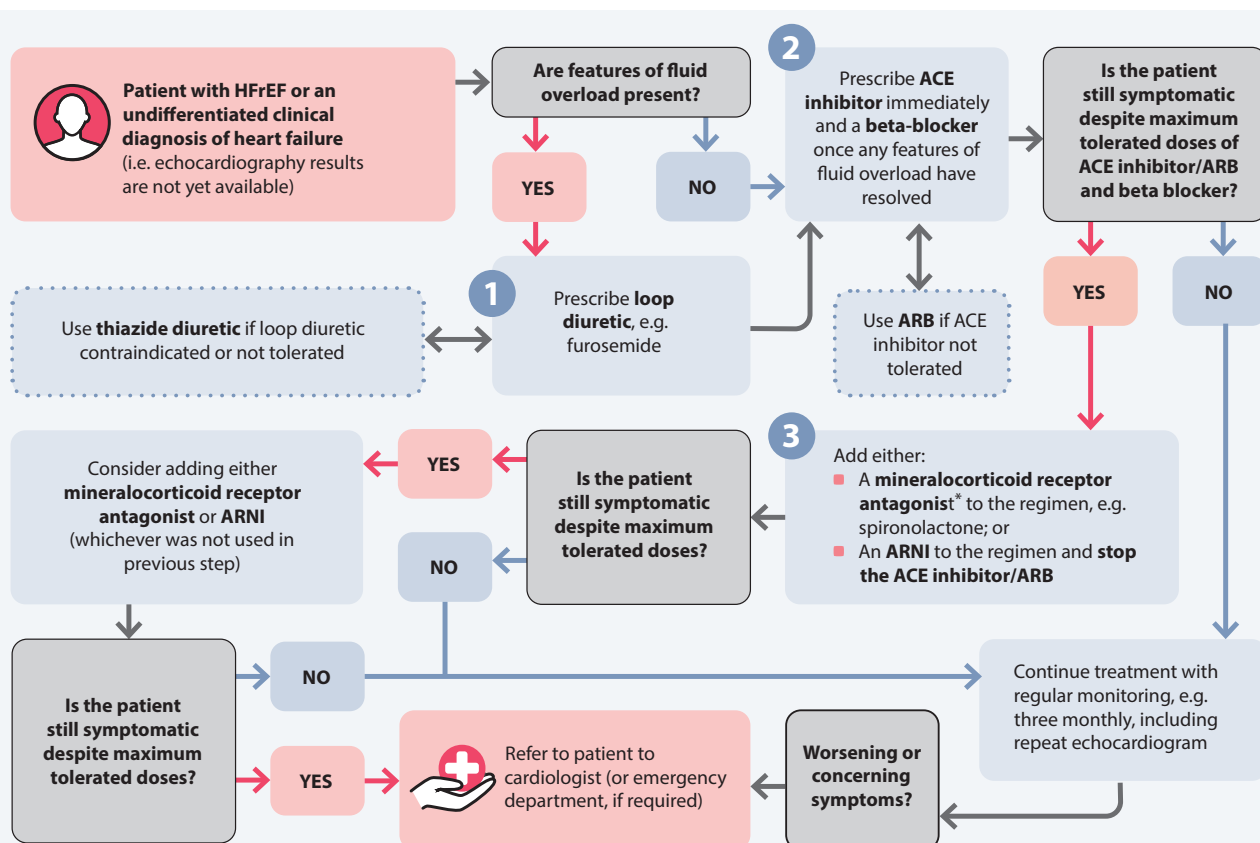 Patient with HFrEF or an
undifferentiated clinical
diagnosis of heart failure
(i.e. echocardiography results
are not yet available)
Are features of fluid
overload present?
YES
NO
2
Prescribe ACE
inhibitor immediately
and a beta-blocker
once any features of
fluid overload have
resolved
Is the patient
still symptomatic
despite maximum
tolerated doses of
ACE inhibitor/ARB
and beta blocker?
YES
NO
Use thiazide diuretic if loop diuretic
contraindicated or not tolerated
1
Prescribe loop
diuretic, e.g.
furosemide
Use ARB if ACE
inhibitor not
tolerated
3
Add either:
A mineralocorticoid receptor
antagonist* to the regimen, e.g.
spironolactone; or
An ARNI to the regimen and stop
the ACE inhibitor/ARB
Is the patient
still symptomatic
despite maximum
tolerated doses?
YES
NO
Consider adding either
mineralocorticoid receptor
antagonist or ARNI
(whichever was not used in
previous step)
Is the patient
still symptomatic
despite maximum
tolerated doses?
NO
YES
Refer to patient to
cardiologist (or emergency
department, if required)
Worsening or
concerning
symptoms?
Continue treatment with
regular monitoring, e.g.
three monthly, including
repeat echocardiogram